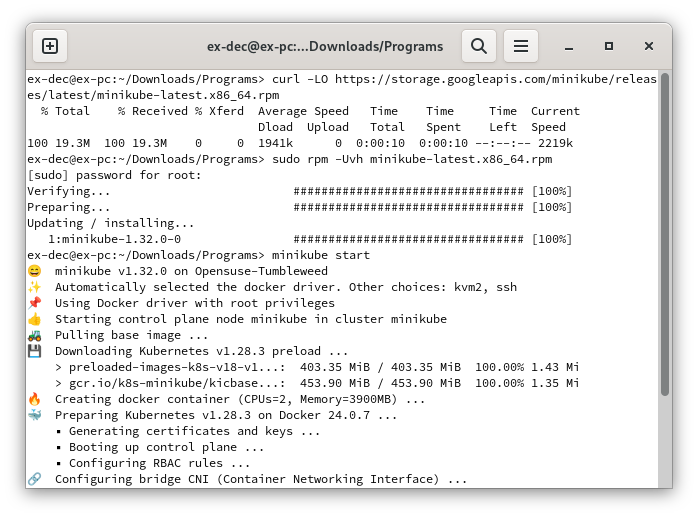 ex-dec@ex-pc:...Downloads/Programs
ex-dec@ex-pc:~/Downloads/Programs> curl -LO https://storage.googleapis.com/minikube/releas
es/latest/minikube-latest.x86_64.rpm
  % Total    % Received % Xferd  Average Speed   Time    Time     Time  Current
                                 Dload  Upload   Total   Spent    Left  Speed
100 19.3M  100 19.3M    0     0  1941k      0  0:00:10  0:00:10 --:--:-- 2219k
ex-dec@ex-pc:~/Downloads/Programs> sudo rpm -Uvh minikube-latest.x86_64.rpm
[sudo] password for root:
Verifying...                          ################################# [100%]
Preparing...                          ################################# [100%]
Updating / installing...
   1:minikube-1.32.0-0                ################################# [100%]
ex-dec@ex-pc:~/Downloads/Programs> minikube start
😄  minikube v1.32.0 on Opensuse-Tumbleweed
✨  Automatically selected the docker driver. Other choices: kvm2, ssh
📌  Using Docker driver with root privileges
👍  Starting control plane node minikube in cluster minikube
🚜  Pulling base image ...
💾  Downloading Kubernetes v1.28.3 preload ...
    > preloaded-images-k8s-v18-v1...:  403.35 MiB / 403.35 MiB  100.00% 1.43 Mi
    > gcr.io/k8s-minikube/kicbase...:  453.90 MiB / 453.90 MiB  100.00% 1.35 Mi
🔥  Creating docker container (CPUs=2, Memory=3900MB) ...
🐳  Preparing Kubernetes v1.28.3 on Docker 24.0.7 ...
    ▪ Generating certificates and keys ...
    ▪ Booting up control plane ...
    ▪ Configuring RBAC rules ...
🔗  Configuring bridge CNI (Container Networking Interface) ...